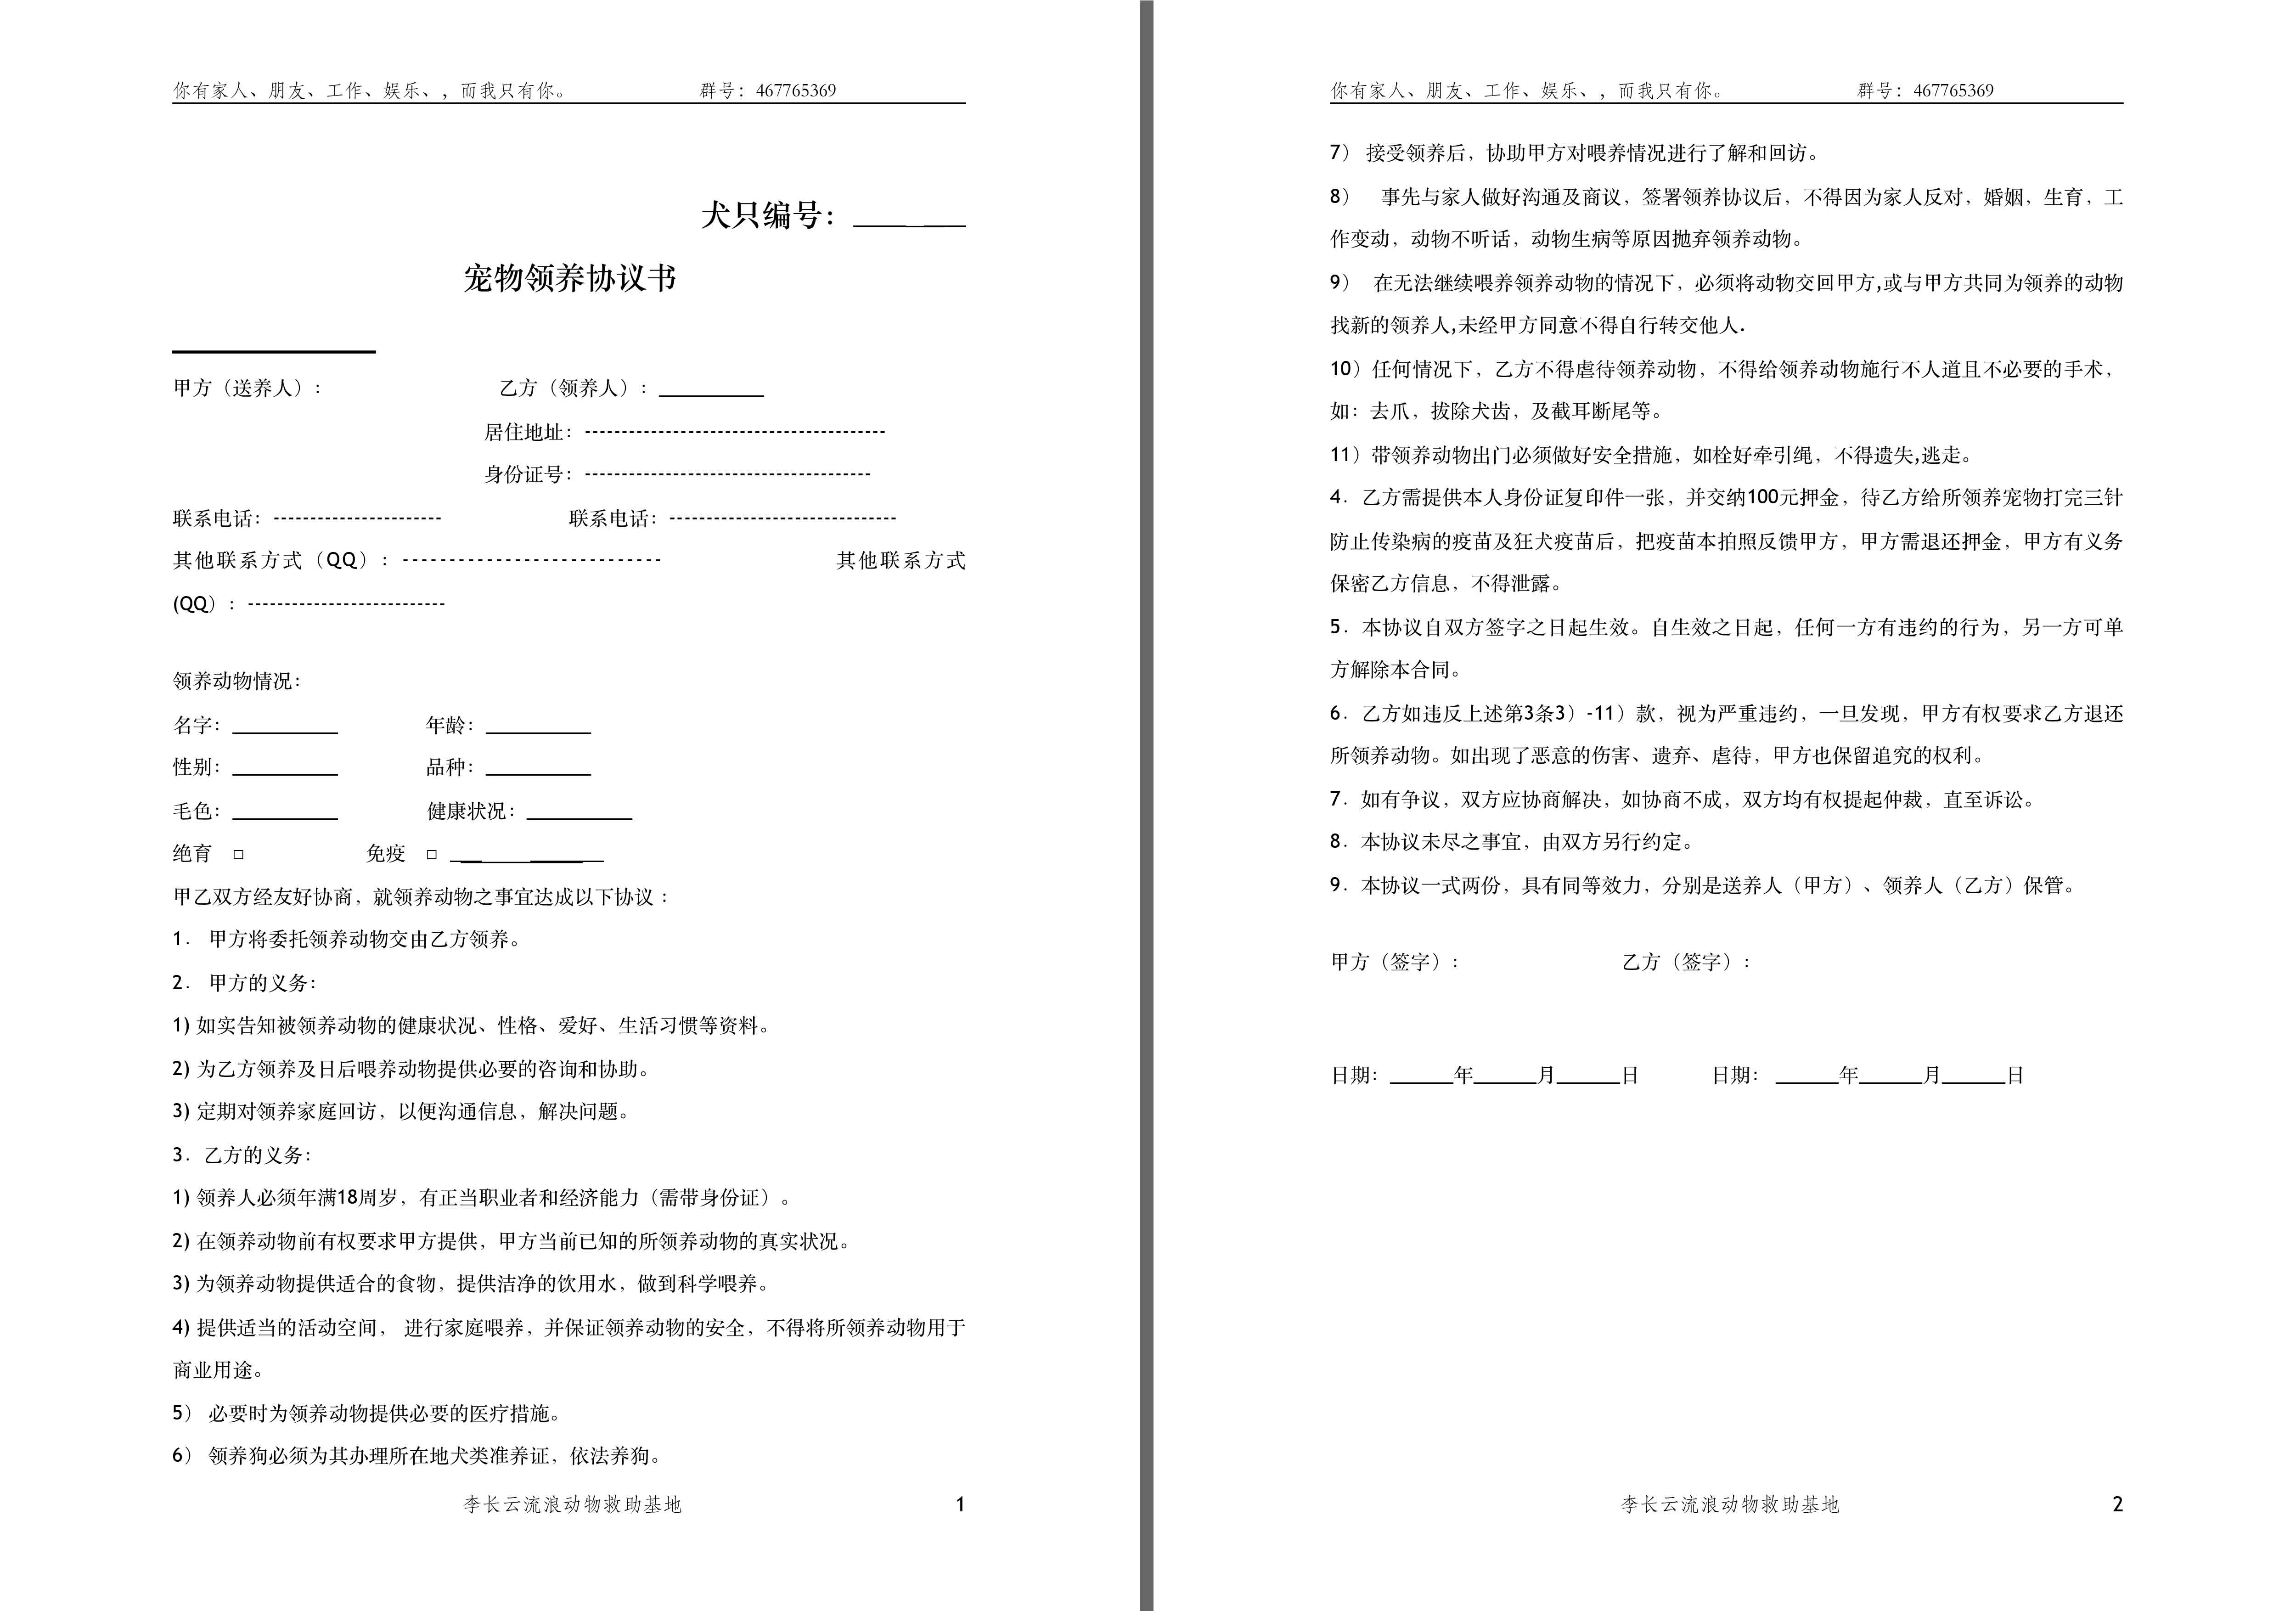 你有家人、朋友、工作、娱乐、，而我只有你。 群号：467765369
犬只编号：________
宠物领养协议书
甲方（送养人）： 乙方（领养人）：__________
居住地址：-----------------------------------------
身份证号：---------------------------------------
联系电话：----------------------- 联系电话：-------------------------------
其他联系方式（QQ）：---------------------------- 其他联系方式
(QQ）：---------------------------
领养动物情况：
名字：__________ 年龄：__________
性别：__________ 品种：__________
毛色：__________ 健康状况：__________
绝育 □ 免疫 □ _______________
甲乙双方经友好协商，就领养动物之事宜达成以下协议：
1． 甲方将委托领养动物交由乙方领养。
2． 甲方的义务：
1) 如实告知被领养动物的健康状况、性格、爱好、生活习惯等资料。
2) 为乙方领养及日后喂养动物提供必要的咨询和协助。
3) 定期对领养家庭回访，以便沟通信息，解决问题。
3．乙方的义务：
1) 领养人必须年满18周岁，有正当职业者和经济能力（需带身份证）。
2) 在领养动物前有权要求甲方提供，甲方当前已知的所领养动物的真实状况。
3) 为领养动物提供适合的食物，提供洁净的饮用水，做到科学喂养。
4) 提供适当的活动空间， 进行家庭喂养，并保证领养动物的安全，不得将所领养动物用于
商业用途。
5） 必要时为领养动物提供必要的医疗措施。
6） 领养狗必须为其办理所在地犬类准养证，依法养狗。
李长云流浪动物救助基地 1
你有家人、朋友、工作、娱乐、，而我只有你。 群号：467765369
7） 接受领养后，协助甲方对喂养情况进行了解和回访。
8） 事先与家人做好沟通及商议，签署领养协议后，不得因为家人反对，婚姻，生育，工
作变动，动物不听话，动物生病等原因抛弃领养动物。
9） 在无法继续喂养领养动物的情况下，必须将动物交回甲方,或与甲方共同为领养的动物
找新的领养人,未经甲方同意不得自行转交他人.
10）任何情况下，乙方不得虐待领养动物，不得给领养动物施行不人道且不必要的手术，
如：去爪，拔除犬齿，及截耳断尾等。
11）带领养动物出门必须做好安全措施，如栓好牵引绳，不得遗失,逃走。
4．乙方需提供本人身份证复印件一张，并交纳100元押金，待乙方给所领养宠物打完三针
防止传染病的疫苗及狂犬疫苗后，把疫苗本拍照反馈甲方，甲方需退还押金，甲方有义务
保密乙方信息，不得泄露。
5．本协议自双方签字之日起生效。自生效之日起，任何一方有违约的行为，另一方可单
方解除本合同。
6．乙方如违反上述第3条3）-11）款，视为严重违约，一旦发现，甲方有权要求乙方退还
所领养动物。如出现了恶意的伤害、遗弃、虐待，甲方也保留追究的权利。
7．如有争议，双方应协商解决，如协商不成，双方均有权提起仲裁，直至诉讼。
8．本协议未尽之事宜，由双方另行约定。
9．本协议一式两份，具有同等效力，分别是送养人（甲方）、领养人（乙方）保管。
甲方（签字）： 乙方（签字）：
日期：______年______月______日 日期： ______年______月______日
李长云流浪动物救助基地 2